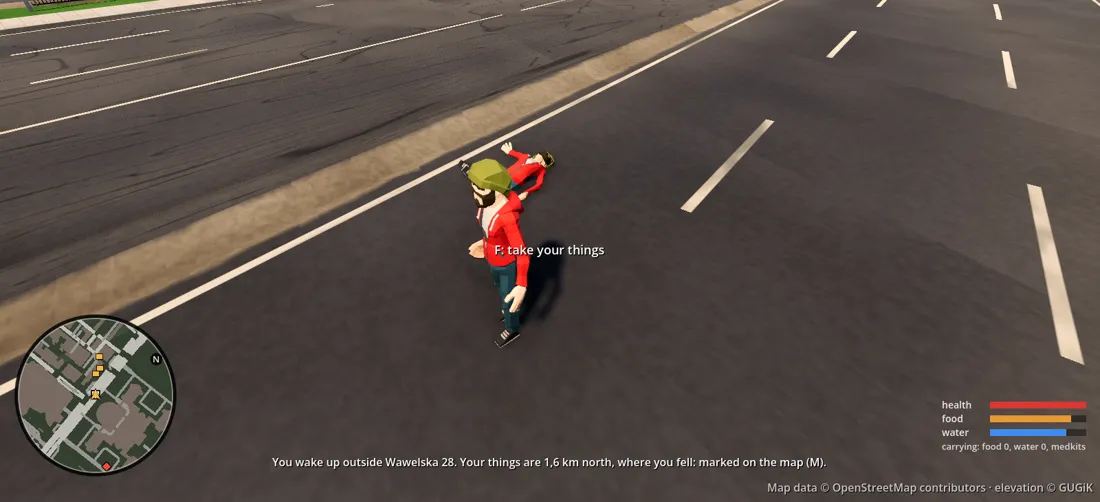 F: take your things
N
health
food
water
carrying: food 0, water 0, medkits
You wake up outside Wawelska 28. Your things are 1,6 km north, where you fell: marked on the map (M).
Map data © OpenStreetMap contributors · elevation © GUGiK